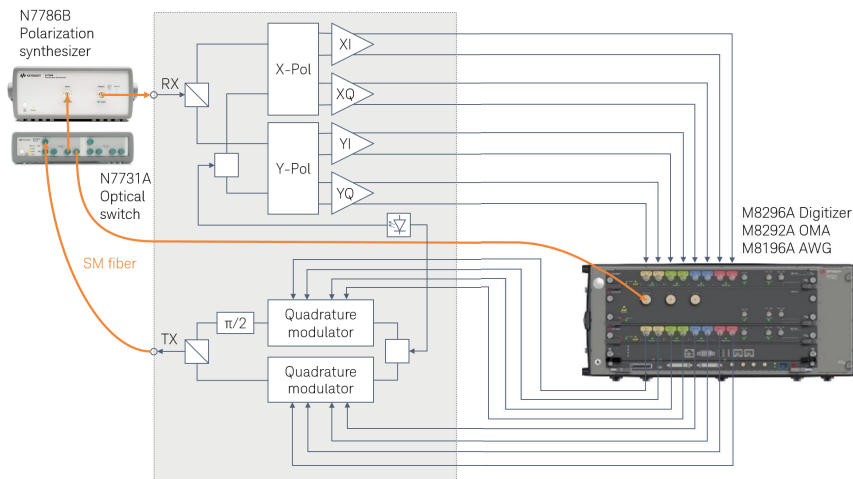 N7786B
Polarization
synthesizer
RX
X-Pol
XI
XQ
Y-Pol
YI
YQ
N7731A
Optical
switch
SM fiber
M8296A Digitizer
M8292A OMA
M8196A AWG
π/2
Quadrature
modulator
TX
Quadrature
modulator